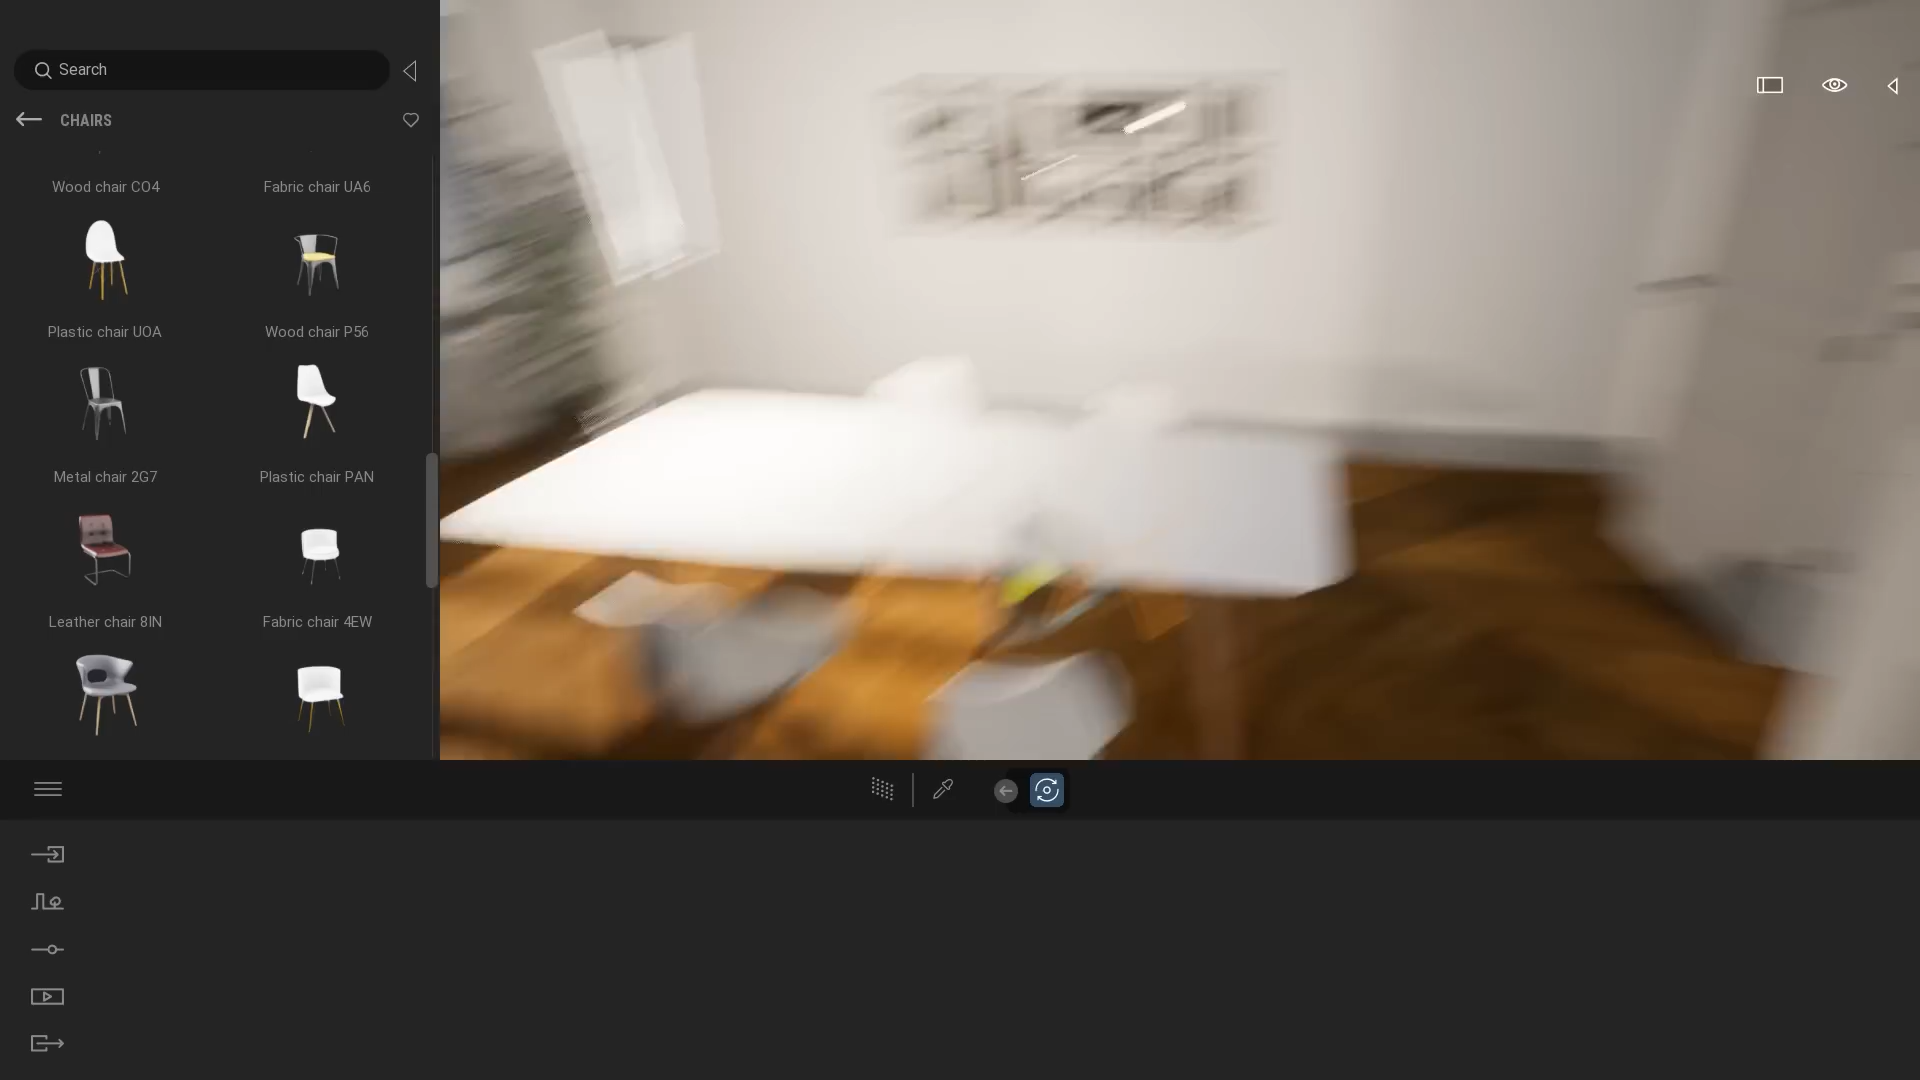 Search
CHAIRS
Wood chair CO4
Fabric chair UA6
Plastic chair UOA
Wood chair P56
Metal chair 2G7
Plastic chair PAN
Leather chair 8IN
Fabric chair 4EW